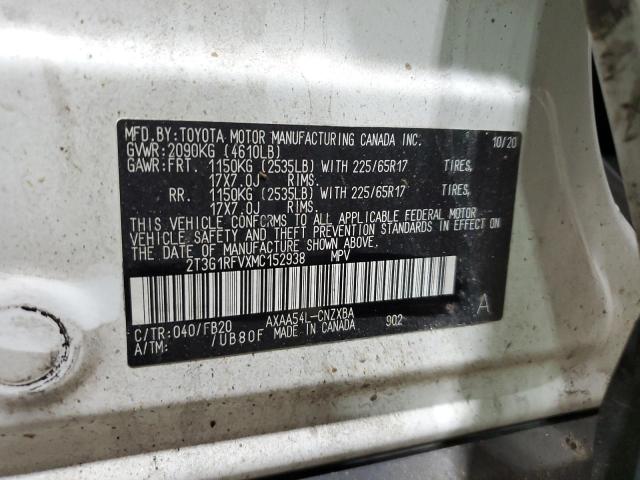 MFD.BY:TOYOTA MOTOR MANUFACTURING CANADA INC. 10/20
GVWR:2090KG (4610LB)
GAWR:FRT. 1150KG (2535LB) WITH 225/65R17 TIRES,
17X7.0J RIMS.
RR. 1150KG (2535LB) WITH 225/65R17 TIRES,
17X7.0J RIMS.
THIS VEHICLE CONFORMS TO ALL APPLICABLE FEDERAL MOTOR
VEHICLE SAFETY AND THEFT PREVENTION STANDARDS IN EFFECT ON
THE DATE OF MANUFACTURE SHOWN ABOVE.
2T3G1RFVXMC152938 MPV
C/TR:040/FB20 AXAA54L-CNZXBA 902 A
A/TM: /UB80F MADE IN CANADA